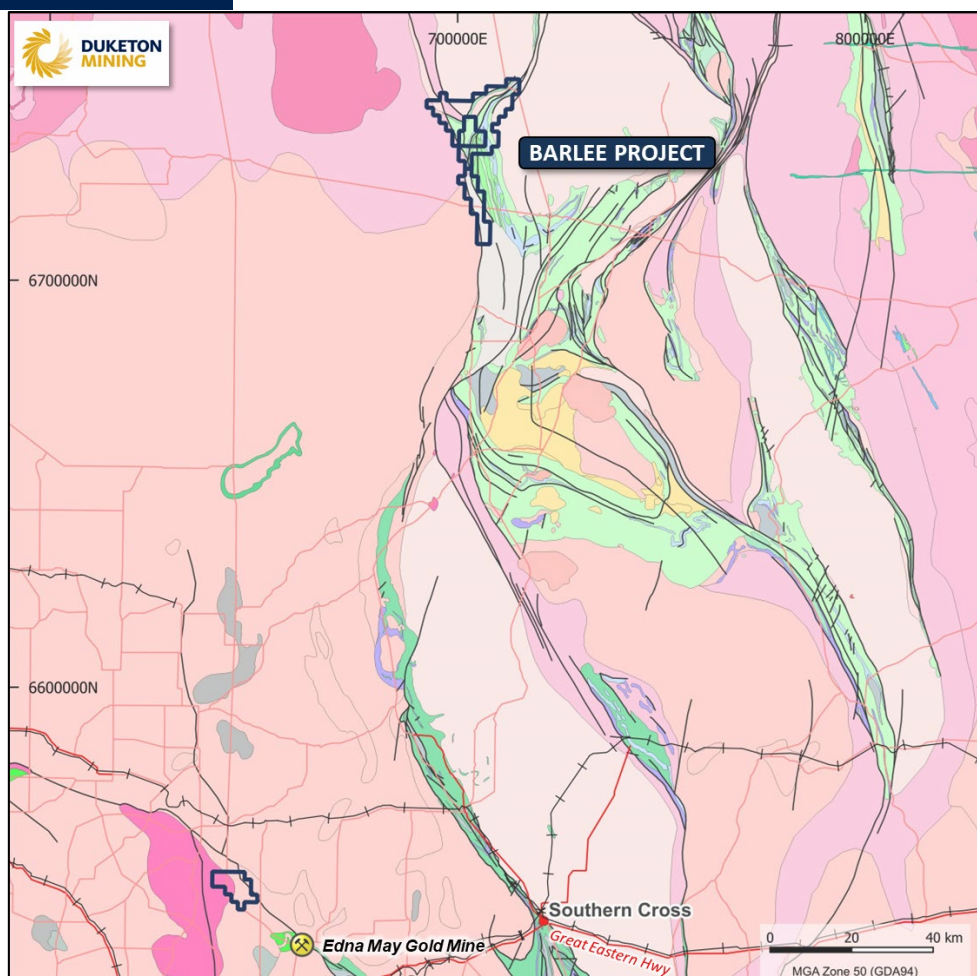 DUKETON
MINING
700000E
800000E
BARLEE PROJECT
6700000N
6600000N
Southern Cross
Great Eastern Hwy
Edna May Gold Mine
0 20 40 km
MGA Zone 50 (GDA94)